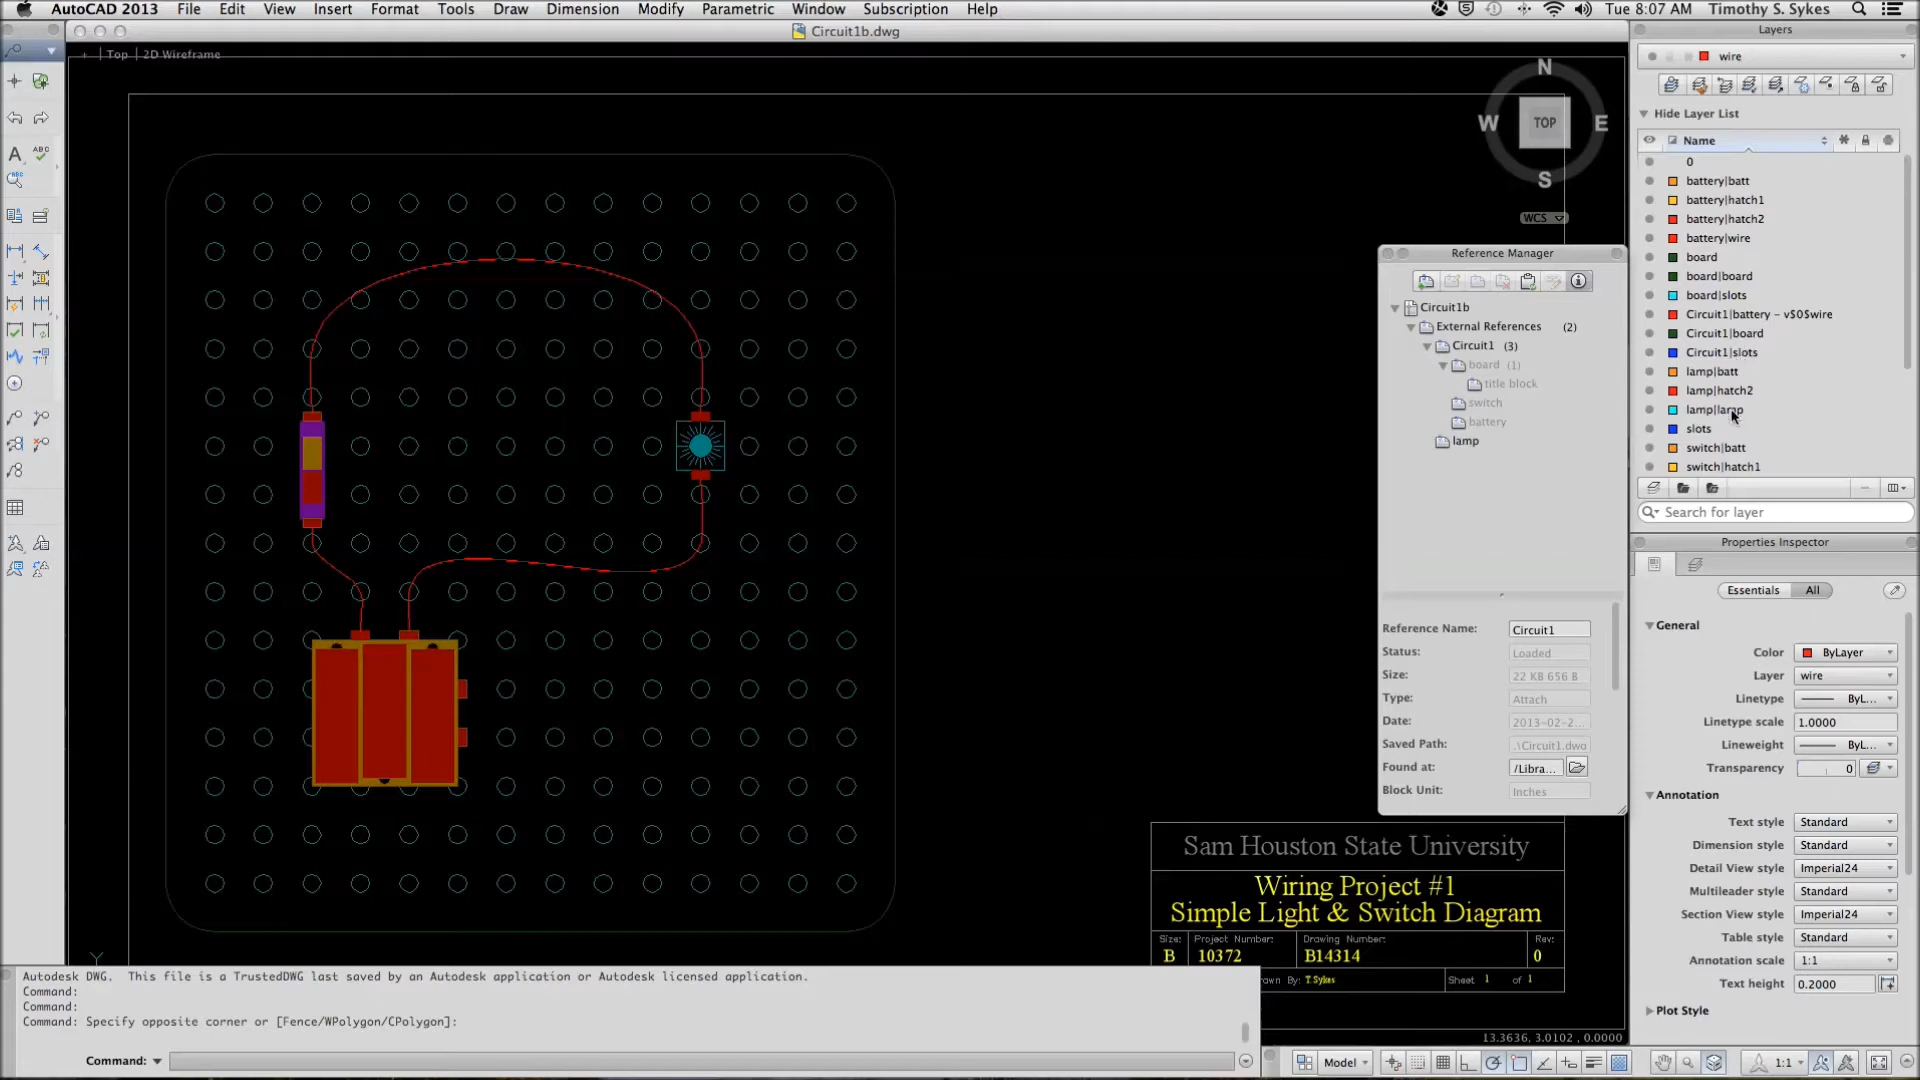 AutoCAD 2013 File Edit View Insert Format Tools Draw Dimension Modify Parametric Window Subscription Help Tue 8:07 AM Timothy S. Sykes
Circuit1b.dwg
Layers
+ | Top | 2D Wireframe
wire
N
W TOP E
S
WCS
Hide Layer List
Name
0
battery|batt
battery|hatch1
battery|hatch2
battery|wire
board
board|board
board|slots
Circuit1|battery - v$0$wire
Circuit1|board
Circuit1|slots
lamp|batt
lamp|hatch2
lamp|lamp
slots
switch|batt
switch|hatch1
Search for layer
Reference Manager
Circuit1b
External References (2)
Circuit1 (3)
board (1)
title block
switch
battery
lamp
Reference Name: Circuit1
Status: Loaded
Size: 22 KB 656 B
Type: Attach
Date: 2013-02-2...
Saved Path: .\Circuit1.dwg
Found at: /Libra...
Block Unit: Inches
Properties Inspector
Essentials All
General
Color ByLayer
Layer wire
Linetype ByL...
Linetype scale 1.0000
Lineweight ByL...
Transparency 0
Annotation
Text style Standard
Dimension style Standard
Detail View style Imperial24
Multileader style Standard
Section View style Imperial24
Table style Standard
Annotation scale 1:1
Text height 0.2000
Plot Style
Sam Houston State University
Wiring Project #1
Simple Light & Switch Diagram
Size: Project Number: Drawing Number: Rev:
B 10372 B14314 0
rawn By: T.Sykes Sheet 1 of 1
Y
Autodesk DWG. This file is a TrustedDWG last saved by an Autodesk application or Autodesk licensed application.
Command:
Command:
Command: Specify opposite corner or [Fence/WPolygon/CPolygon]:
Command:
13.3636, 3.0102, 0.0000
Model 1:1